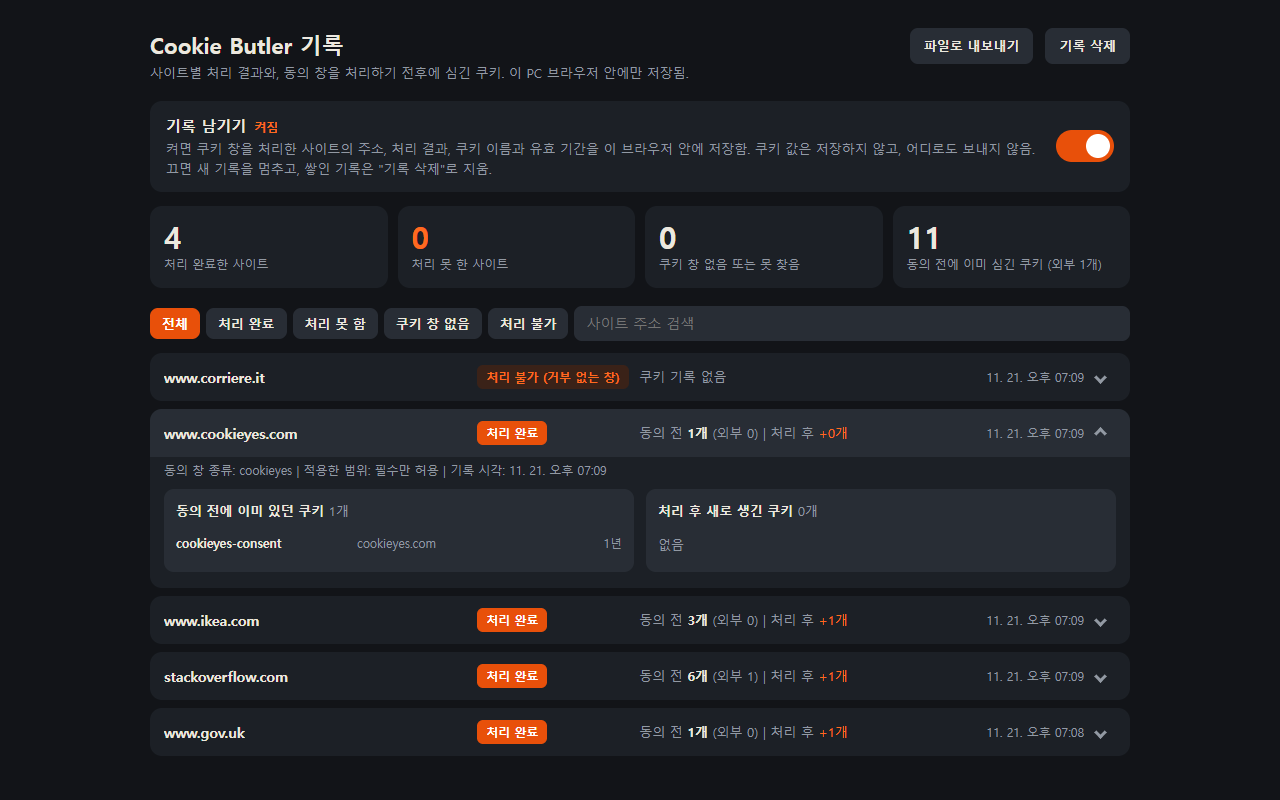 Cookie Butler 기록
파일로 내보내기
기록 삭제
사이트별 처리 결과와, 동의 창을 처리하기 전후에 심긴 쿠키. 이 PC 브라우저 안에만 저장됨.
기록 남기기 켜짐
켜면 쿠키 창을 처리한 사이트의 주소, 처리 결과, 쿠키 이름과 유효 기간을 이 브라우저 안에 저장함. 쿠키 값은 저장하지 않고, 어디로도 보내지 않음.
끄면 새 기록을 멈추고, 쌓인 기록은 "기록 삭제"로 지움.
4
처리 완료한 사이트
0
처리 못 한 사이트
0
쿠키 창 없음 또는 못 찾음
11
동의 전에 이미 심긴 쿠키 (외부 1개)
전체
처리 완료
처리 못 함
쿠키 창 없음
처리 불가
사이트 주소 검색
www.corriere.it 처리 불가 (거부 없는 창) 쿠키 기록 없음 11. 21. 오후 07:09
www.cookieyes.com 처리 완료 동의 전 1개 (외부 0) | 처리 후 +0개 11. 21. 오후 07:09
동의 창 종류: cookieyes | 적용한 범위: 필수만 허용 | 기록 시각: 11. 21. 오후 07:09
동의 전에 이미 있던 쿠키 1개
cookieyes-consent cookieyes.com 1년
처리 후 새로 생긴 쿠키 0개
없음
www.ikea.com 처리 완료 동의 전 3개 (외부 0) | 처리 후 +1개 11. 21. 오후 07:09
stackoverflow.com 처리 완료 동의 전 6개 (외부 1) | 처리 후 +1개 11. 21. 오후 07:09
www.gov.uk 처리 완료 동의 전 1개 (외부 0) | 처리 후 +1개 11. 21. 오후 07:08